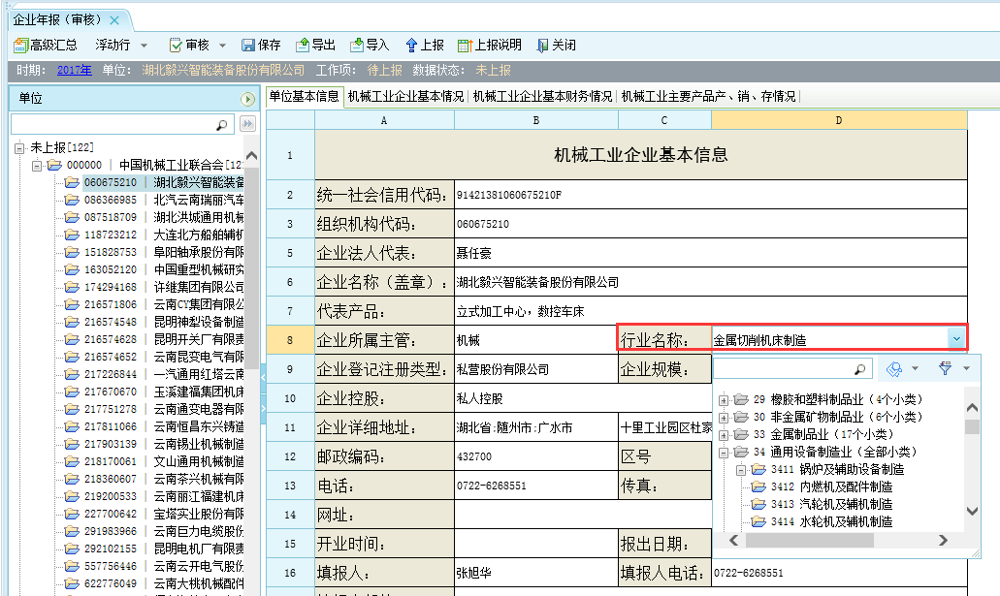 企业年报（审核）
高级汇总 浮动行 审核 保存 导出 导入 上报 上报说明 关闭
时期： 2017年 单位： 湖北毅兴智能装备股份有限公司 工作项： 待上报 数据状态： 未上报
单位
未上报[122]
000000 | 中国机械工业联合会[12
060675210 | 湖北毅兴智能装备
086366985 | 北汽云南瑞丽汽车
087518709 | 湖北洪城通用机械
118723212 | 大连北方船舶辅机
151828753 | 阜阳轴承股份有限
163052120 | 中国重型机械研究
174294168 | 许继集团有限公司
216571806 | 云南CY集团有限公
216574548 | 昆明神犁设备制造
216574628 | 昆明开关厂有限责
216574652 | 云南昆变电气有限
217226844 | 一汽通用红塔云南
217670670 | 玉溪建福集团机床
217751278 | 云南通变电器有限
217811066 | 云南恒昌东兴铸造
217903139 | 云南锡业机械制造
218170061 | 文山通用机械制造
218360607 | 云南茶兴机械有限
219200533 | 云南丽江福建机床
227700642 | 宝塔实业股份有限
291983966 | 云南巨力电缆股份
292102155 | 昆明电机厂有限责
557756446 | 云南云开电气股份
622776049 | 云南大桃机械配件
单位基本信息 机械工业企业基本情况 机械工业企业基本财务情况 机械工业主要产品产、销、存情况
A B C D
1 机械工业企业基本信息
2 统一社会信用代码： 91421381060675210F
3 组织机构代码： 060675210
5 企业法人代表： 聂任豪
6 企业名称（盖章）： 湖北毅兴智能装备股份有限公司
7 代表产品： 立式加工中心，数控车床
8 企业所属主管： 机械 行业名称： 金属切削机床制造
9 企业登记注册类型： 私营股份有限公司 企业规模：
10 企业控股： 私人控股
11 企业详细地址： 湖北省;随州市;广水市 十里工业园区杜家
12 邮政编码： 432700 区号
13 电话： 0722-6268551 传真：
14 网址：
15 开业时间： 报出日期：
16 填报人： 张旭华 填报人电话： 0722-6268551
29 橡胶和塑料制品业（4个小类）
30 非金属矿物制品业（6个小类）
33 金属制品业（17个小类）
34 通用设备制造业（全部小类）
3411 锅炉及辅助设备制造
3412 内燃机及配件制造
3413 汽轮机及辅机制造
3414 水轮机及辅机制造